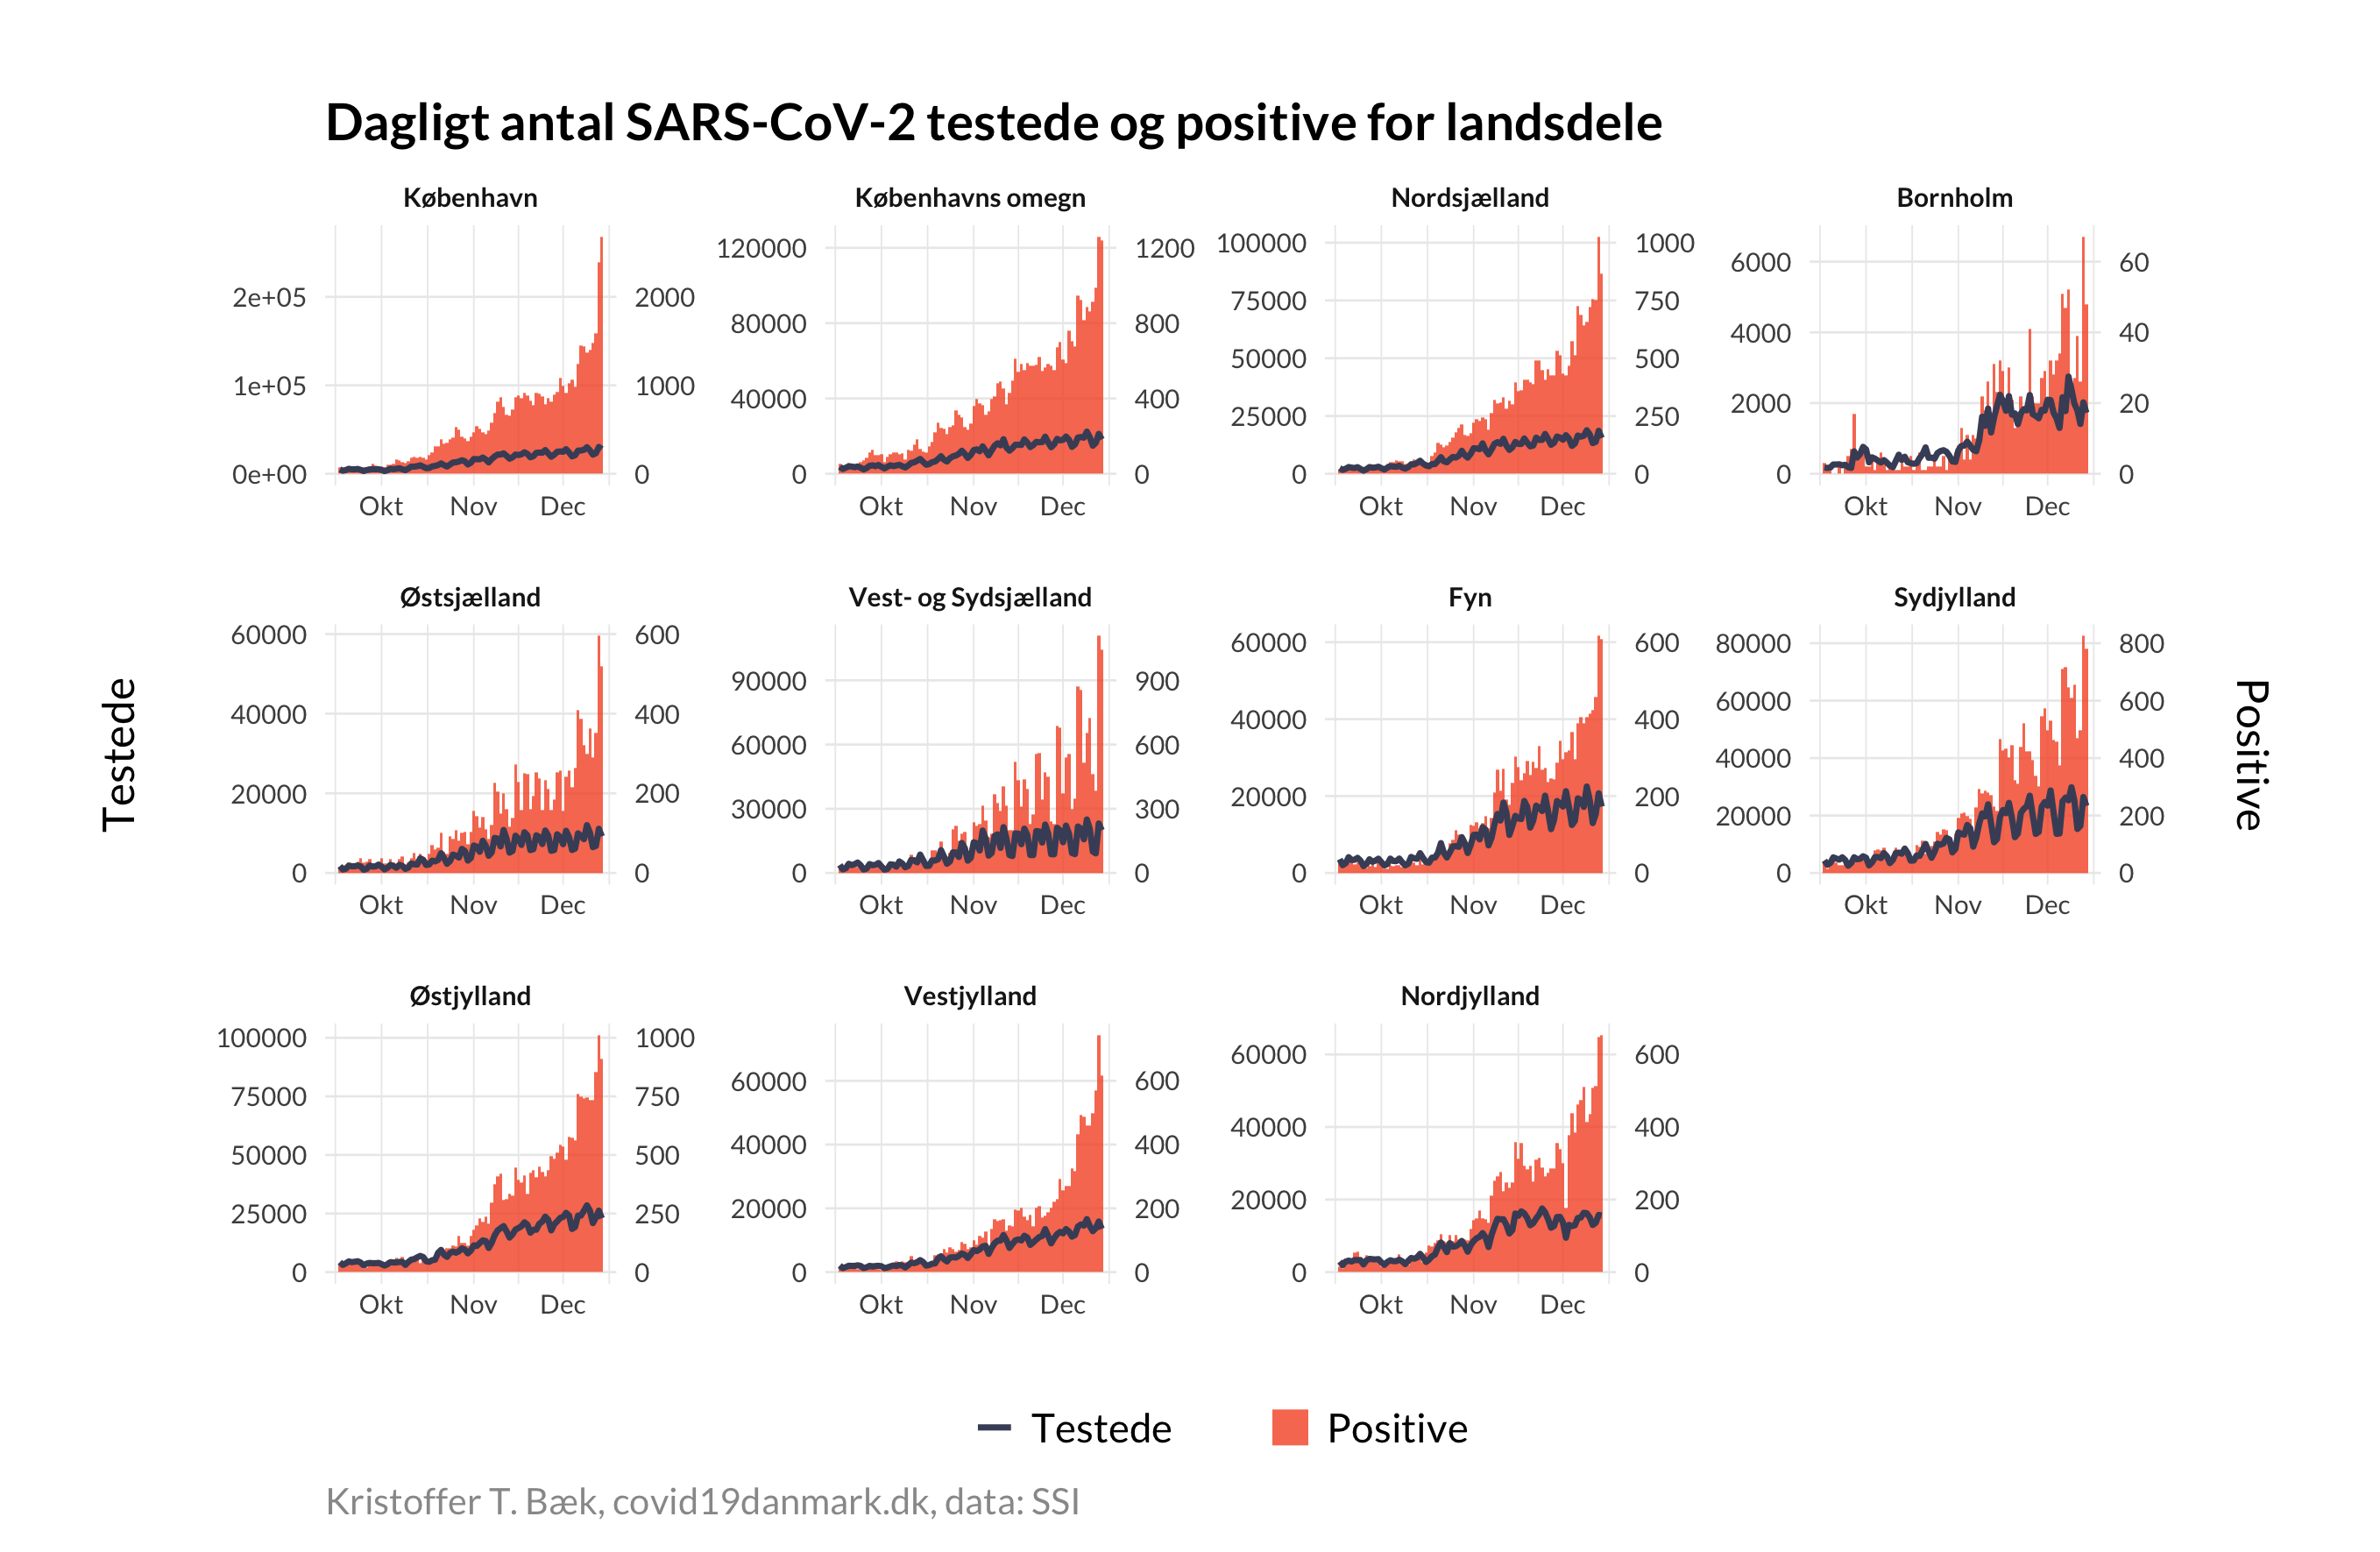 Dagligt antal SARS-CoV-2 testede og positive for landsdele
København
Københavns omegn
Nordsjælland
Bornholm
2e+05
1e+05
0e+00
2000
1000
0
120000
80000
40000
0
1200
800
400
0
100000
75000
50000
25000
0
1000
750
500
250
0
6000
4000
2000
0
60
40
20
0
Okt Nov Dec
Okt Nov Dec
Okt Nov Dec
Okt Nov Dec
Testede
Østsjælland
Vest- og Sydsjælland
Fyn
Sydjylland
60000
40000
20000
0
600
400
200
0
90000
60000
30000
0
900
600
300
0
60000
40000
20000
0
600
400
200
0
80000
60000
40000
20000
0
800
600
400
200
0
Okt Nov Dec
Okt Nov Dec
Okt Nov Dec
Okt Nov Dec
Positive
Østjylland
Vestjylland
Nordjylland
100000
75000
50000
25000
0
1000
750
500
250
0
60000
40000
20000
0
600
400
200
0
60000
40000
20000
0
600
400
200
0
Okt Nov Dec
Okt Nov Dec
Okt Nov Dec
Testede
Positive
Kristoffer T. Bæk, covid19danmark.dk, data: SSI